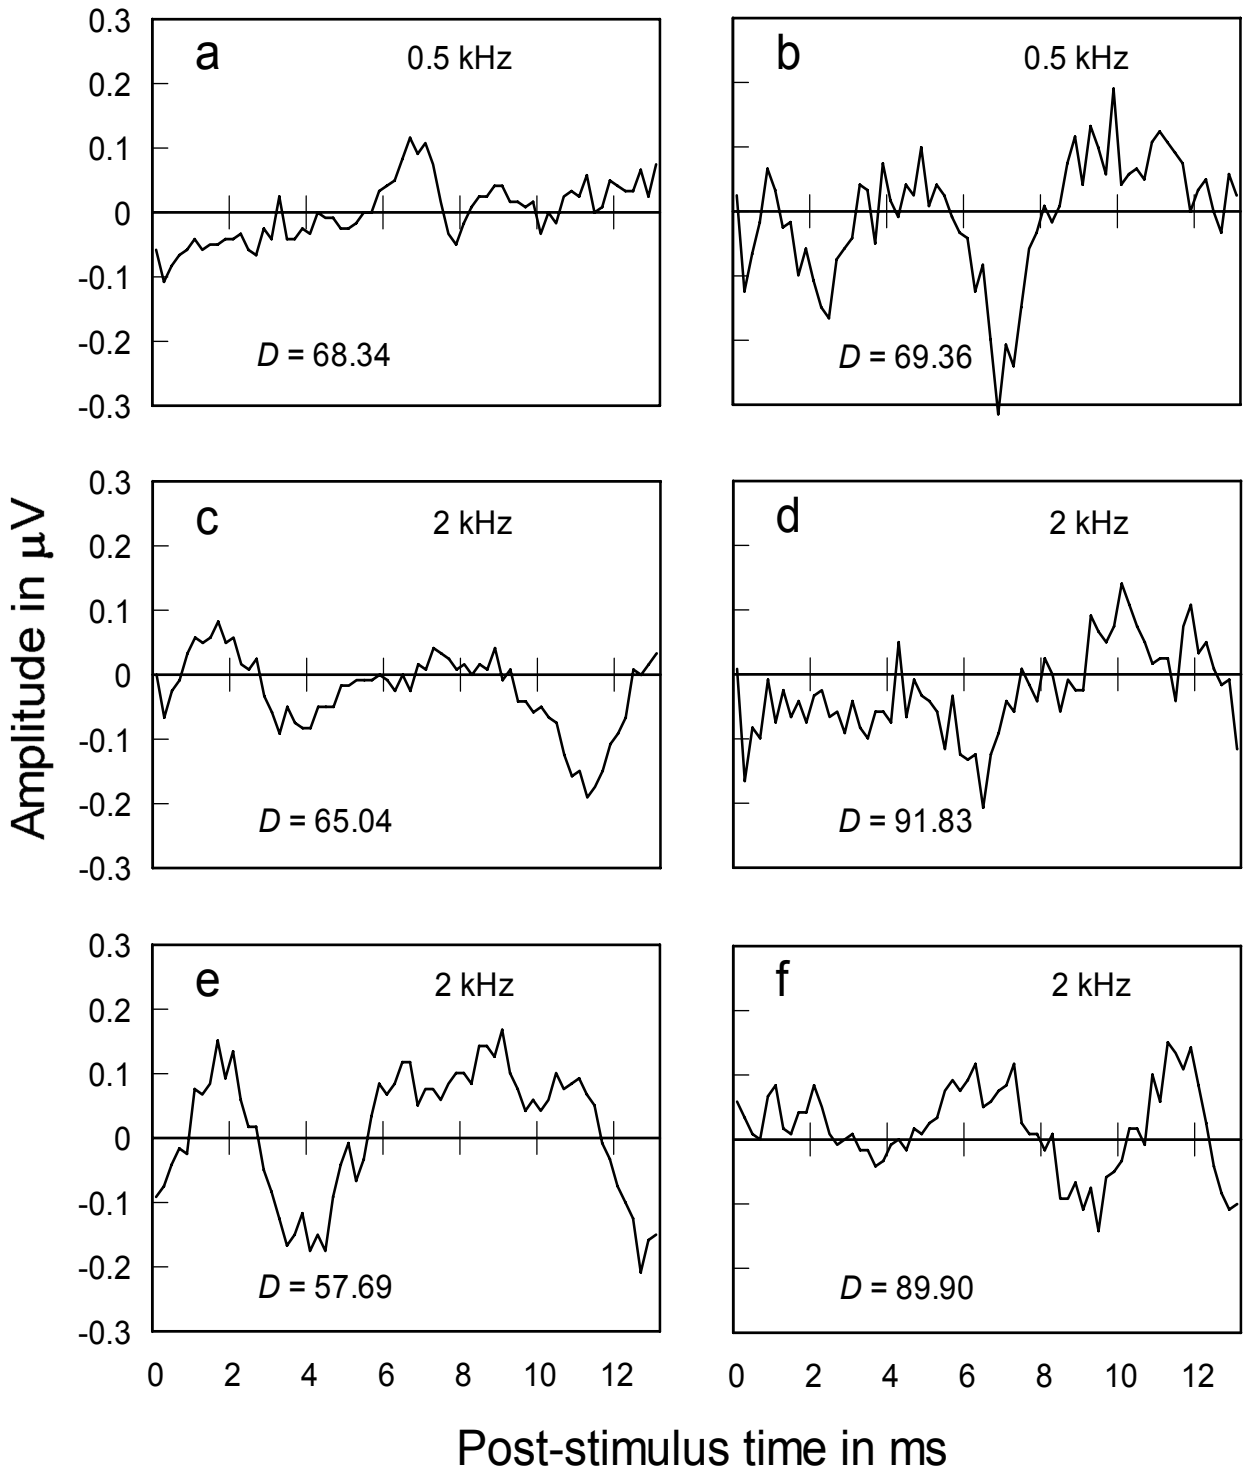 a 0.5 kHz
0.3
0.2
0.1
0
-0.1
-0.2
-0.3
D = 68.34
b 0.5 kHz
D = 69.36
c 2 kHz
0.3
0.2
0.1
0
-0.1
-0.2
-0.3
D = 65.04
d 2 kHz
D = 91.83
e 2 kHz
0.3
0.2
0.1
0
-0.1
-0.2
-0.3
D = 57.69
0 2 4 6 8 10 12
f 2 kHz
D = 89.90
0 2 4 6 8 10 12
Amplitude in μV
Post-stimulus time in ms